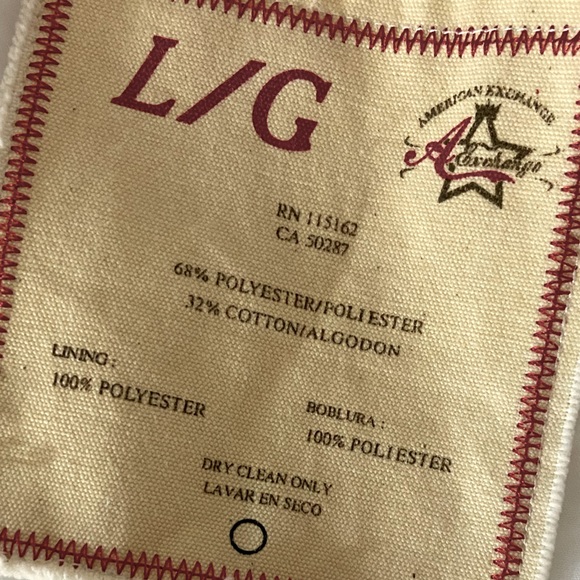 L/G
AMERICAN EXCHANGE
A.Exchange
RN 115162
CA 50287
68% POLYESTER/POLIESTER
32% COTTON/ALGODON
LINING:
100% POLYESTER
BOBLURA:
100% POLIESTER
DRY CLEAN ONLY
LAVAR EN SECO